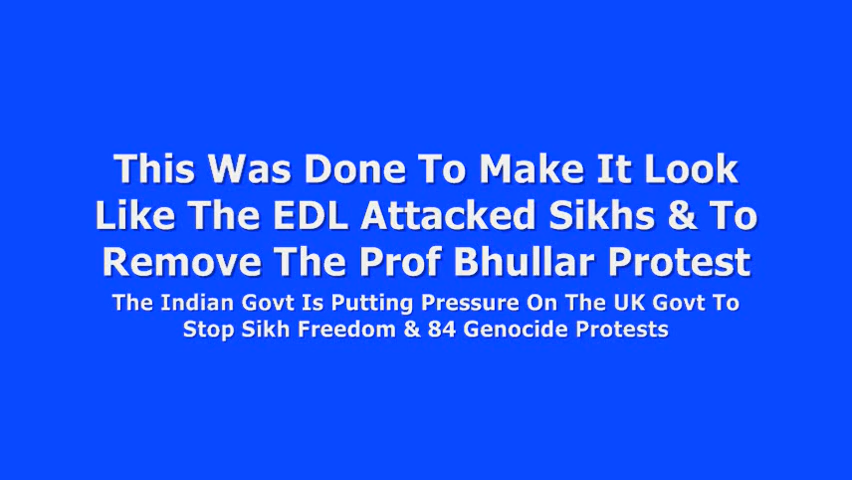 This Was Done To Make It Look
Like The EDL Attacked Sikhs & To
Remove The Prof Bhullar Protest
The Indian Govt Is Putting Pressure On The UK Govt To
Stop Sikh Freedom & 84 Genocide Protests